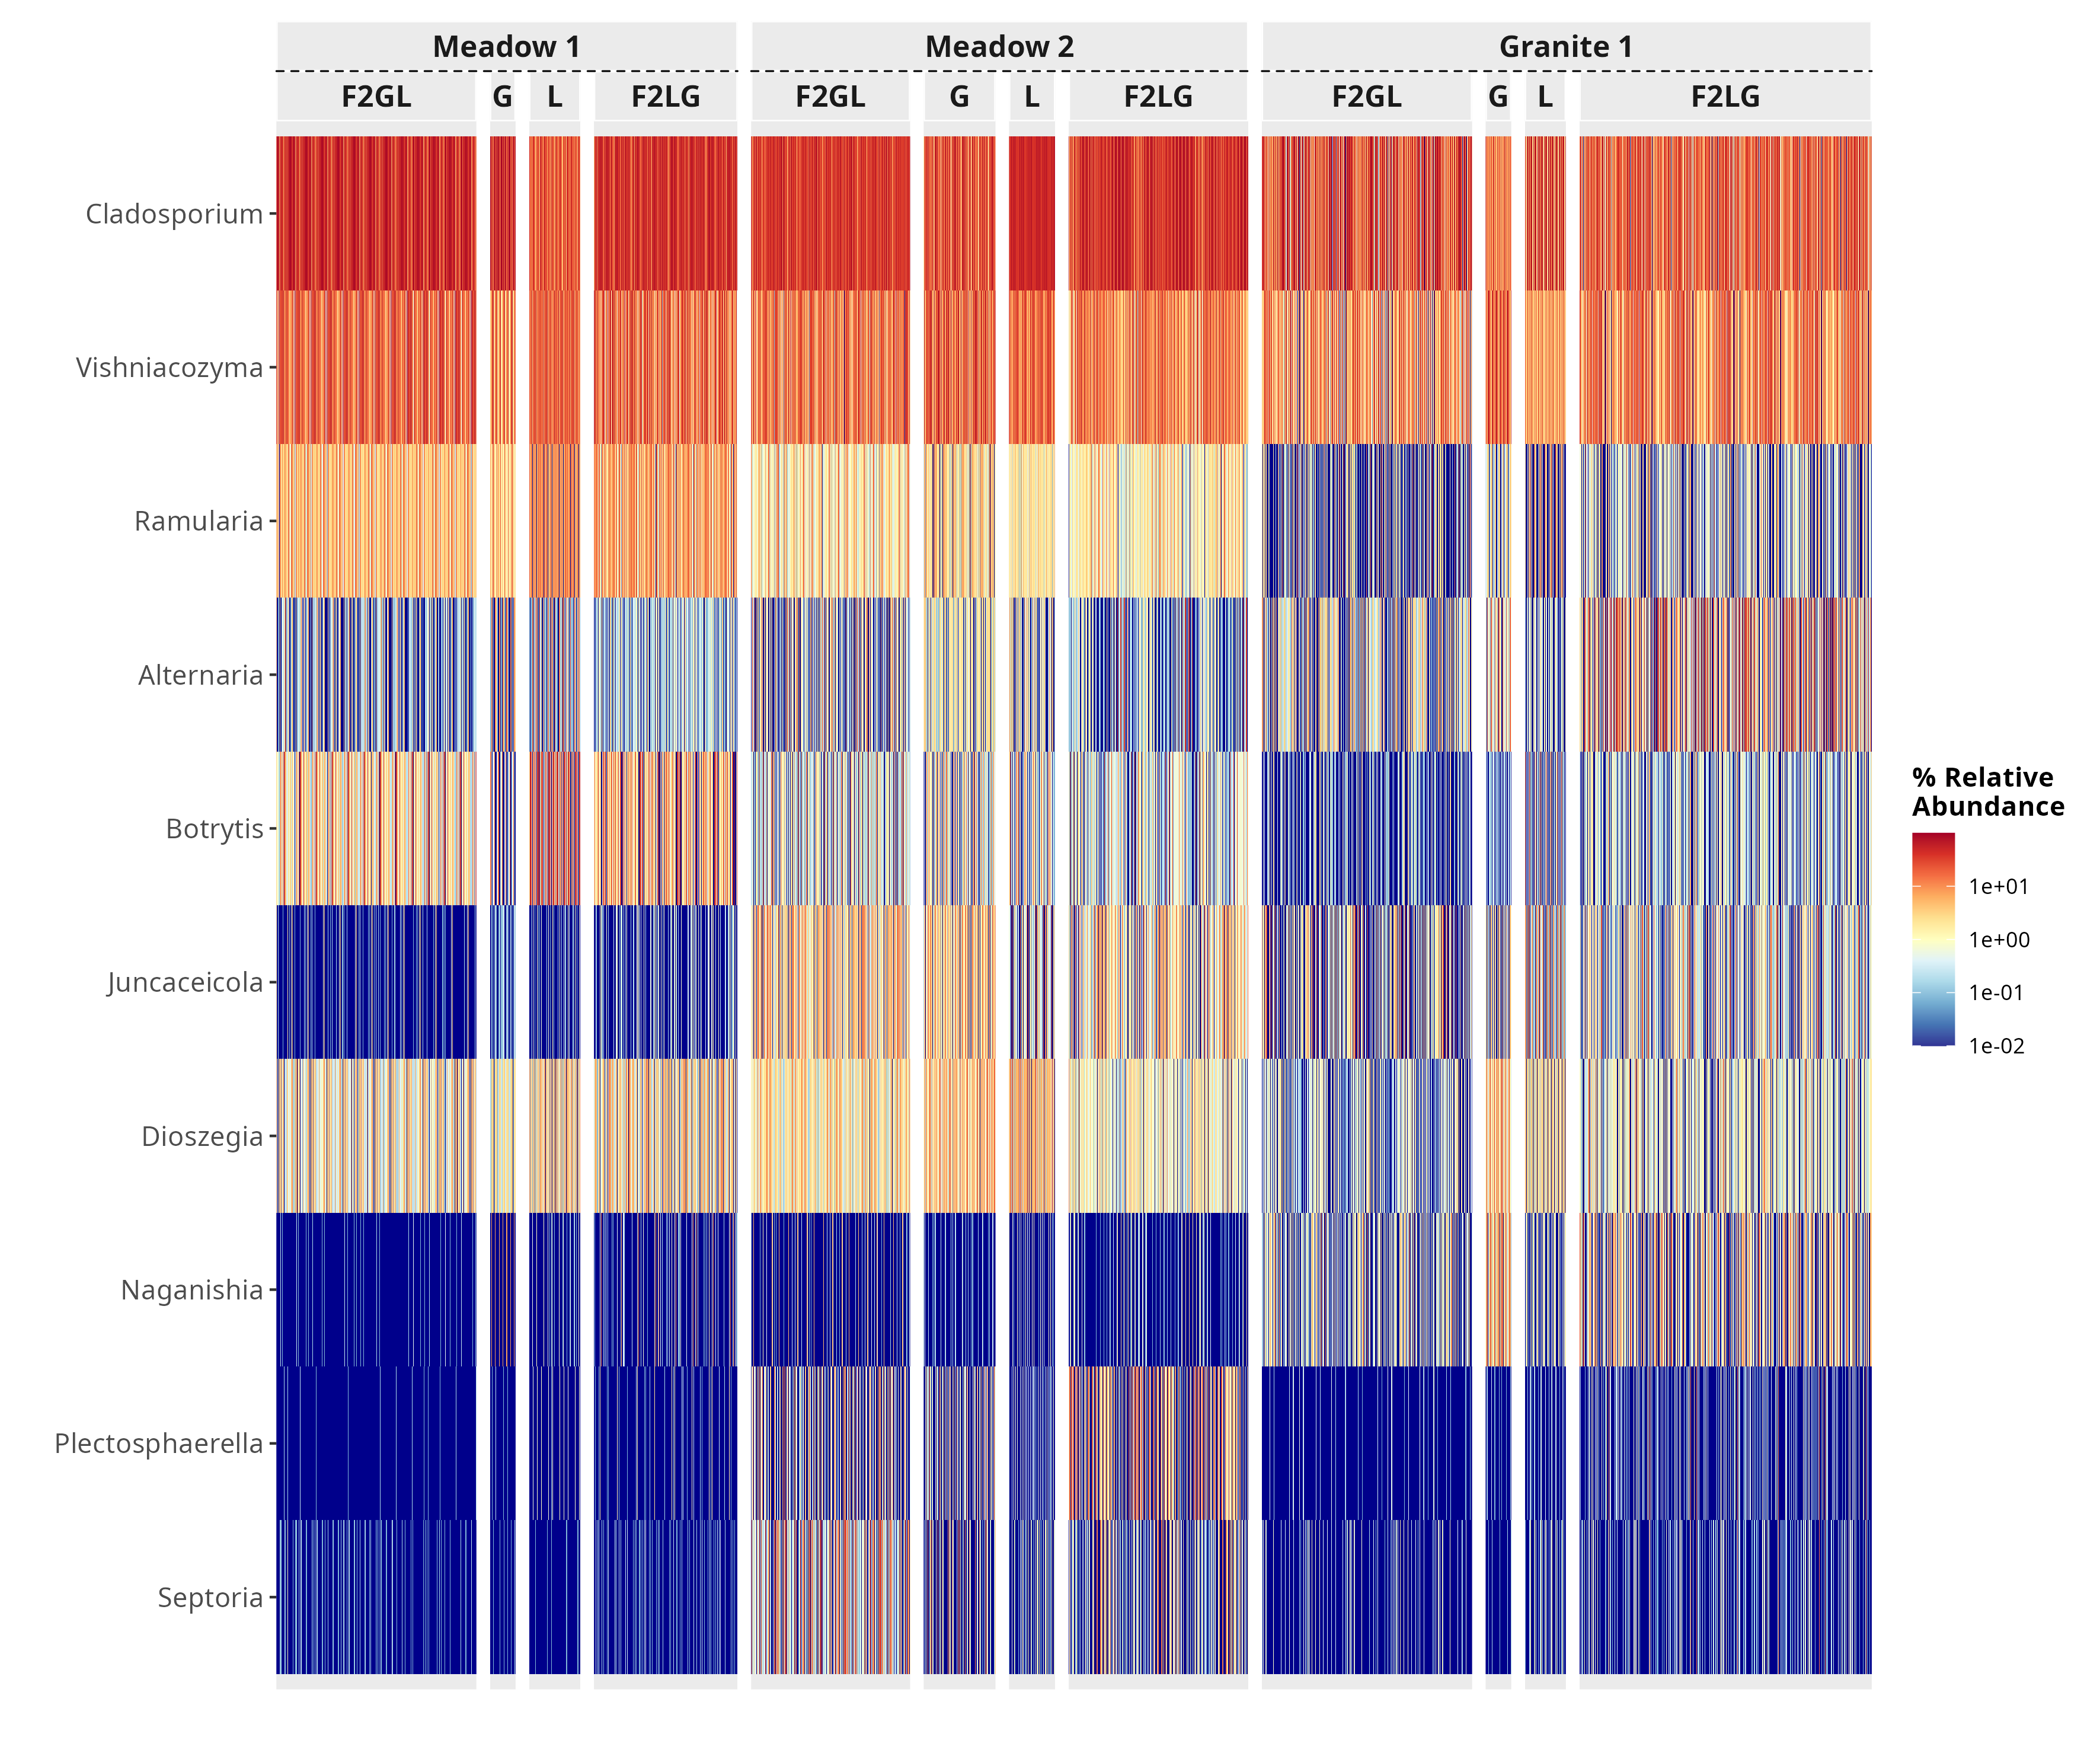 Meadow 1 Meadow 2 Granite 1
F2GL G L F2LG F2GL G L F2LG F2GL G L F2LG
Cladosporium
Vishniacozyma
Ramularia
Alternaria
Botrytis
Juncaceicola
Dioszegia
Naganishia
Plectosphaerella
Septoria
% Relative
Abundance
1e+01
1e+00
1e-01
1e-02